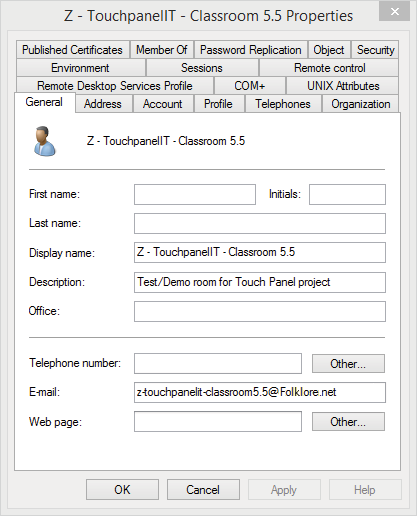 Z - TouchpanelIT - Classroom 5.5 Properties
Published Certificates Member Of Password Replication Object Security
Environment Sessions Remote control
Remote Desktop Services Profile COM+ UNIX Attributes
General Address Account Profile Telephones Organization
Z - TouchpanelIT - Classroom 5.5
First name: Initials:
Last name:
Display name: Z - TouchpanelIT - Classroom 5.5
Description: Test/Demo room for Touch Panel project
Office:
Telephone number: Other...
E-mail: z-touchpanelit-classroom5.5@Folklore.net
Web page: Other...
OK Cancel Apply Help